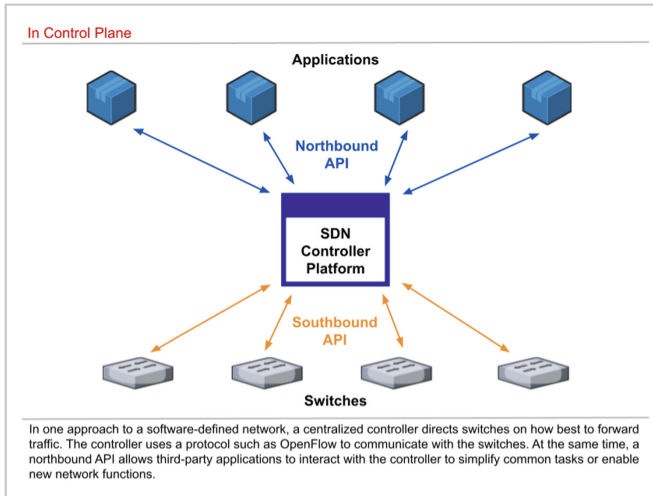 In Control Plane
Applications
Northbound
API
SDN
Controller
Platform
Southbound
API
Switches
In one approach to a software-defined network, a centralized controller directs switches on how best to forward
traffic. The controller uses a protocol such as OpenFlow to communicate with the switches. At the same time, a
northbound API allows third-party applications to interact with the controller to simplify common tasks or enable
new network functions.